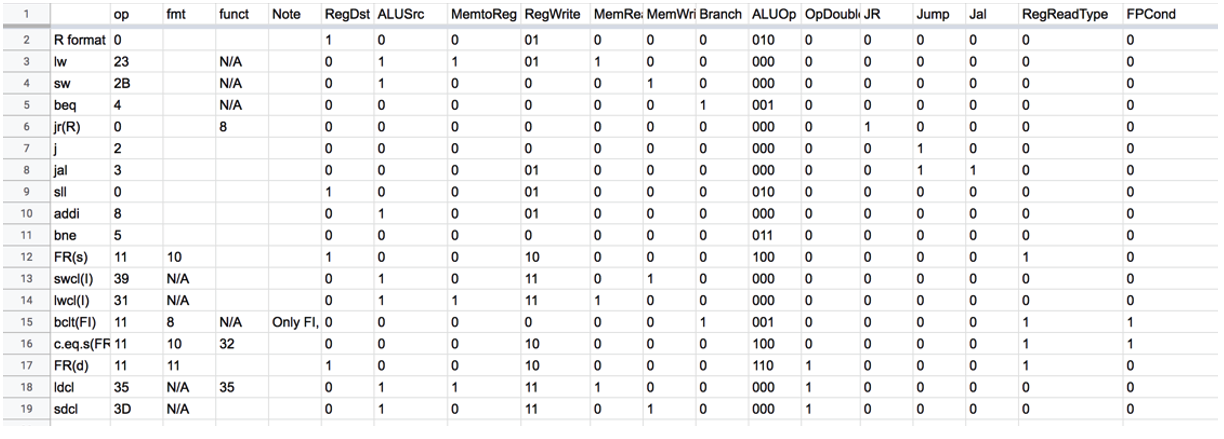 1 op fmt funct Note RegDst ALUSrc MemtoReg RegWrite MemRea MemWri Branch ALUOp OpDoubl JR Jump Jal RegReadType FPCond
2 R format 0 1 0 0 01 0 0 0 010 0 0 0 0 0 0
3 lw 23 N/A 0 1 1 01 1 0 0 000 0 0 0 0 0 0
4 sw 2B N/A 0 1 0 0 0 1 0 000 0 0 0 0 0 0
5 beq 4 N/A 0 0 0 0 0 0 1 001 0 0 0 0 0 0
6 jr(R) 0 8 0 0 0 0 0 0 0 000 0 1 0 0 0 0
7 j 2 0 0 0 0 0 0 0 000 0 0 1 0 0 0
8 jal 3 0 0 0 01 0 0 0 000 0 0 1 1 0 0
9 sll 0 1 0 0 01 0 0 0 010 0 0 0 0 0 0
10 addi 8 0 1 0 01 0 0 0 000 0 0 0 0 0 0
11 bne 5 0 0 0 0 0 0 0 011 0 0 0 0 0 0
12 FR(s) 11 10 1 0 0 10 0 0 0 100 0 0 0 0 1 0
13 swcl(I) 39 N/A 0 1 0 11 0 1 0 000 0 0 0 0 0 0
14 lwcl(I) 31 N/A 0 1 1 11 1 0 0 000 0 0 0 0 0 0
15 bclt(FI) 11 8 N/A Only FI, 0 0 0 0 0 0 1 001 0 0 0 0 1 1
16 c.eq.s(FR 11 10 32 0 0 0 10 0 0 0 100 0 0 0 0 1 1
17 FR(d) 11 11 1 0 0 10 0 0 0 110 1 0 0 0 1 0
18 ldcl 35 N/A 35 0 1 1 11 1 0 0 000 1 0 0 0 0 0
19 sdcl 3D N/A 0 1 0 11 0 1 0 000 1 0 0 0 0 0